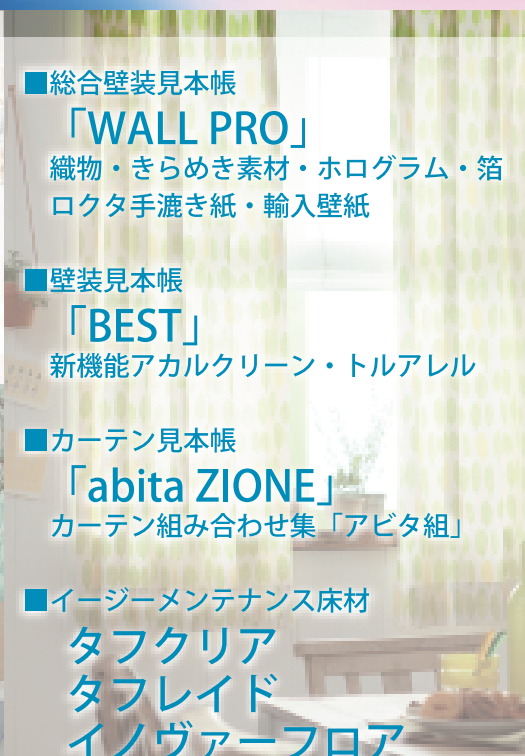 ■総合壁装見本帳
「WALL PRO」
織物・きらめき素材・ホログラム・箔
ロクタ手漉き紙・輸入壁紙
■壁装見本帳
「BEST」
新機能アカルクリーン・トルアレル
■カーテン見本帳
「abita ZIONE」
カーテン組み合わせ集「アビタ組」
■イージーメンテナンス床材
タフクリア
タフレイド
イノヴァーフロア